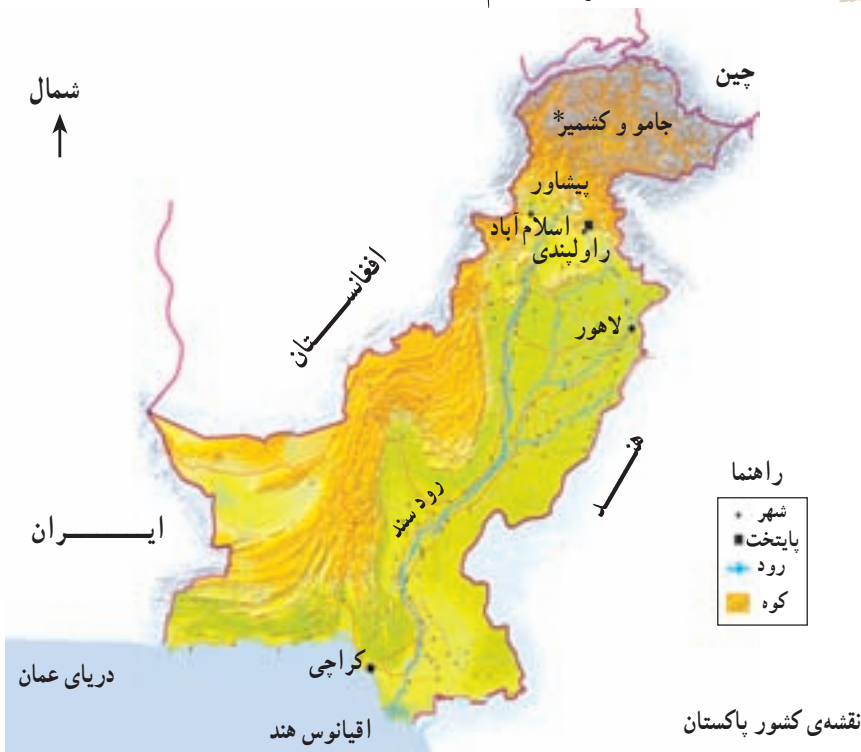 چین
شمال
جامو و کشمیر*
پیشاور
اسلام آباد
راولپندی
افغانستان
لاهور
هند
رود سند
ایران
راهنما
شهر
پایتخت
رود
کوه
کراچی
دریای عمان
اقیانوس هند
نقشه‌ی کشور پاکستان